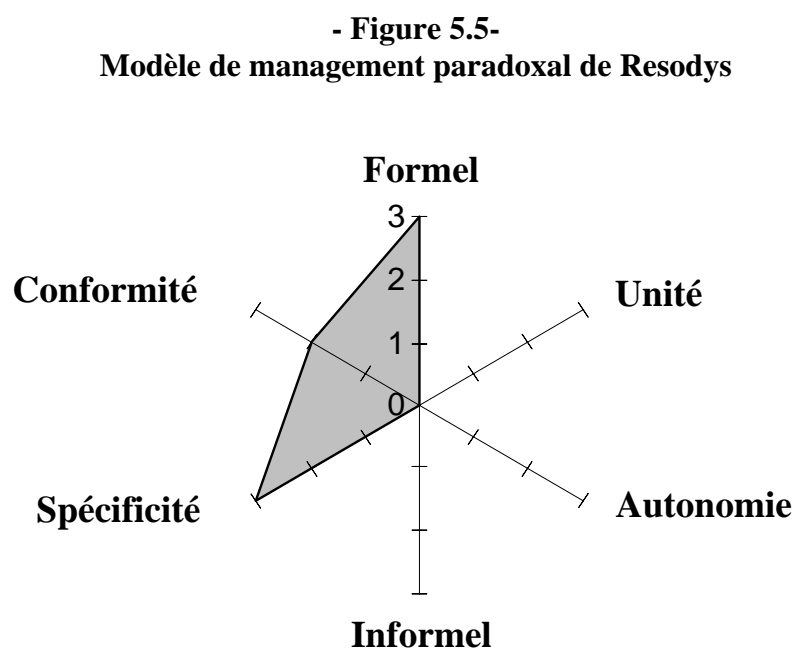 - Figure 5.5-
Modèle de management paradoxal de Resodys
Formel
3
Conformité
2
Unité
1
0
Spécificité
Autonomie
Informel